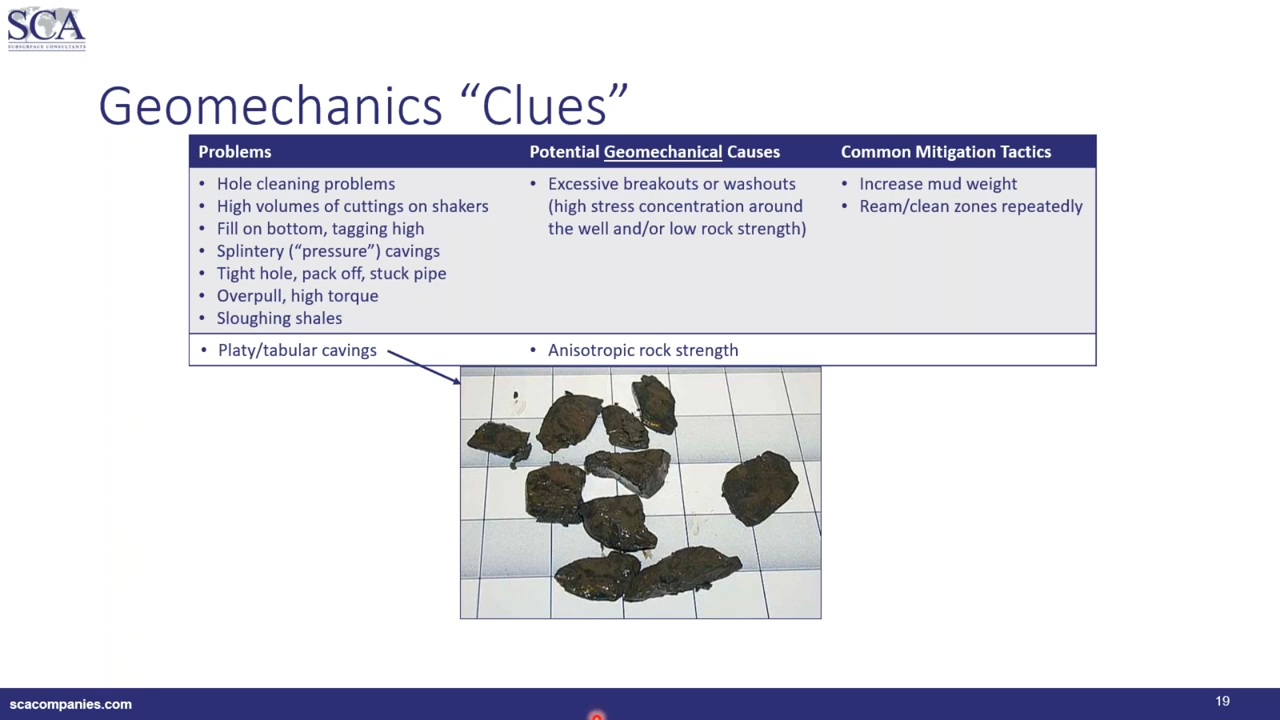 SCA
SUBSURFACE CONSULTANTS
Geomechanics “Clues”
Problems
Potential Geomechanical Causes
Common Mitigation Tactics
• Hole cleaning problems
• High volumes of cuttings on shakers
• Fill on bottom, tagging high
• Splintery (“pressure”) cavings
• Tight hole, pack off, stuck pipe
• Overpull, high torque
• Sloughing shales
• Excessive breakouts or washouts
(high stress concentration around
the well and/or low rock strength)
• Increase mud weight
• Ream/clean zones repeatedly
• Platy/tabular cavings
• Anisotropic rock strength
scacompanies.com
19